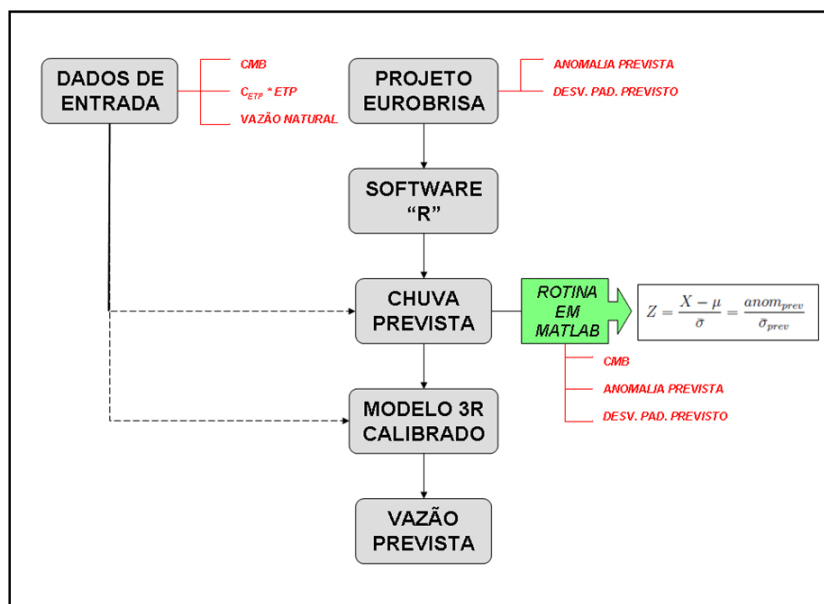 DADOS DE
ENTRADA
CMB
C_ETP * ETP
VAZÃO NATURAL
PROJETO
EUROBRISA
ANOMALIA PREVISTA
DESV. PAD. PREVISTO
SOFTWARE
“R”
CHUVA
PREVISTA
ROTINA
EM
MATLAB
Z = (X − μ)/σ̄ = anom_prev/σ̄_prev
CMB
ANOMALIA PREVISTA
DESV. PAD. PREVISTO
MODELO 3R
CALIBRADO
VAZÃO
PREVISTA